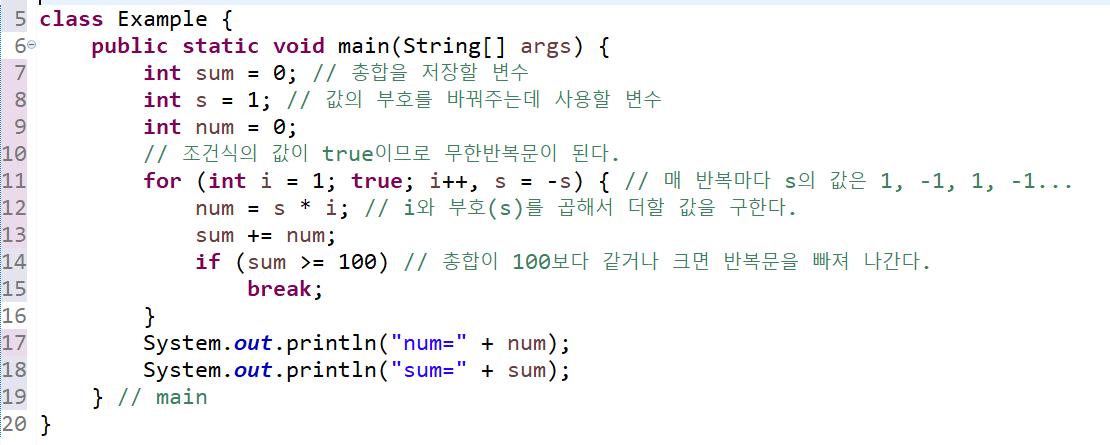 5 class Example {
6 public static void main(String[] args) {
7 int sum = 0; // 총합을 저장할 변수
8 int s = 1; // 값의 부호를 바꿔주는데 사용할 변수
9 int num = 0;
10 // 조건식의 값이 true이므로 무한반복문이 된다.
11 for (int i = 1; true; i++, s = -s) { // 매 반복마다 s의 값은 1, -1, 1, -1...
12 num = s * i; // i와 부호(s)를 곱해서 더할 값을 구한다.
13 sum += num;
14 if (sum >= 100) // 총합이 100보다 같거나 크면 반복문을 빠져 나간다.
15 break;
16 }
17 System.out.println("num=" + num);
18 System.out.println("sum=" + sum);
19 } // main
20 }